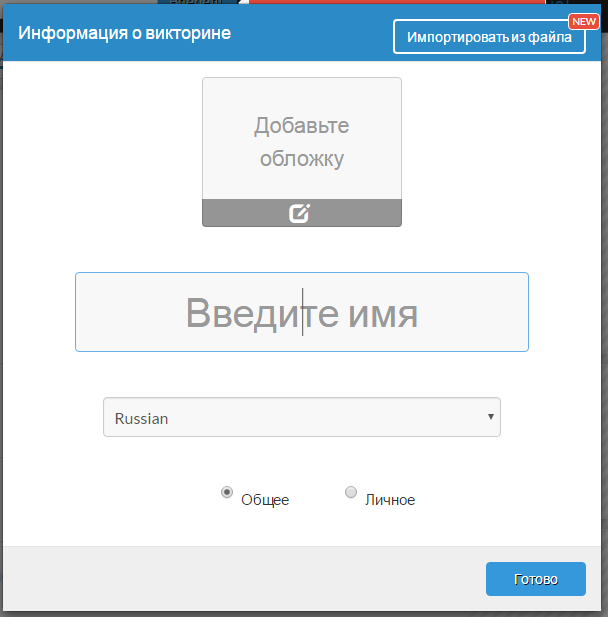 Информация о викторине
Импортировать из файла
NEW
Добавьте
обложку
Введите имя
Russian
Общее
Личное
Готово